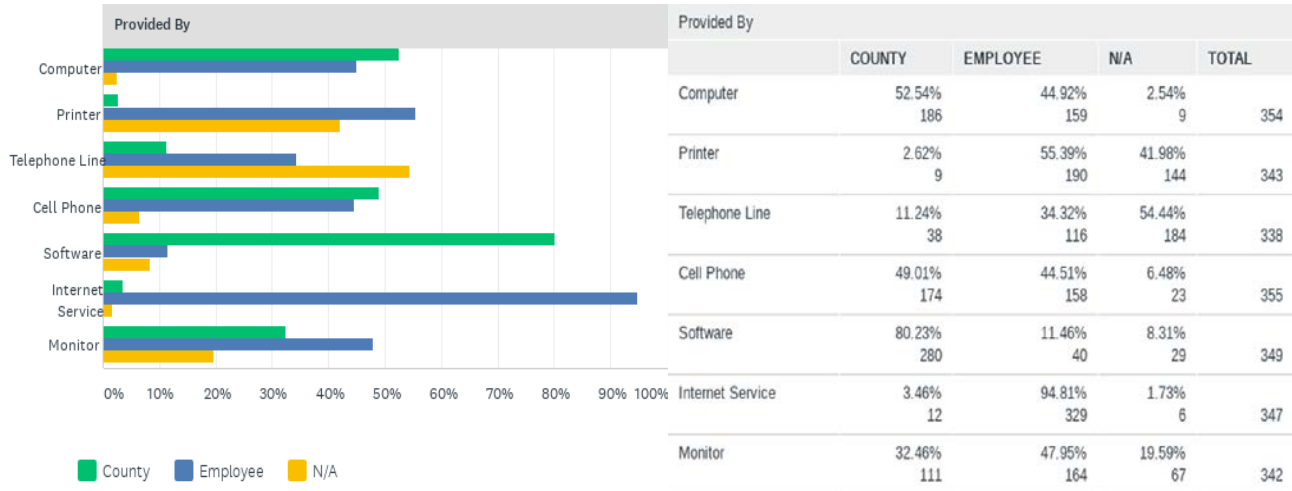 Provided By
Computer
Printer
Telephone Line
Cell Phone
Software
Internet
Service
Monitor
0% 10% 20% 30% 40% 50% 60% 70% 80% 90% 100%
County Employee N/A
Provided By
COUNTY EMPLOYEE N/A TOTAL
Computer 52.54% 44.92% 2.54%
186 159 9 354
Printer 2.62% 55.39% 41.98%
9 190 144 343
Telephone Line 11.24% 34.32% 54.44%
38 116 184 338
Cell Phone 49.01% 44.51% 6.48%
174 158 23 355
Software 80.23% 11.46% 8.31%
280 40 29 349
Internet Service 3.46% 94.81% 1.73%
12 329 6 347
Monitor 32.46% 47.95% 19.59%
111 164 67 342